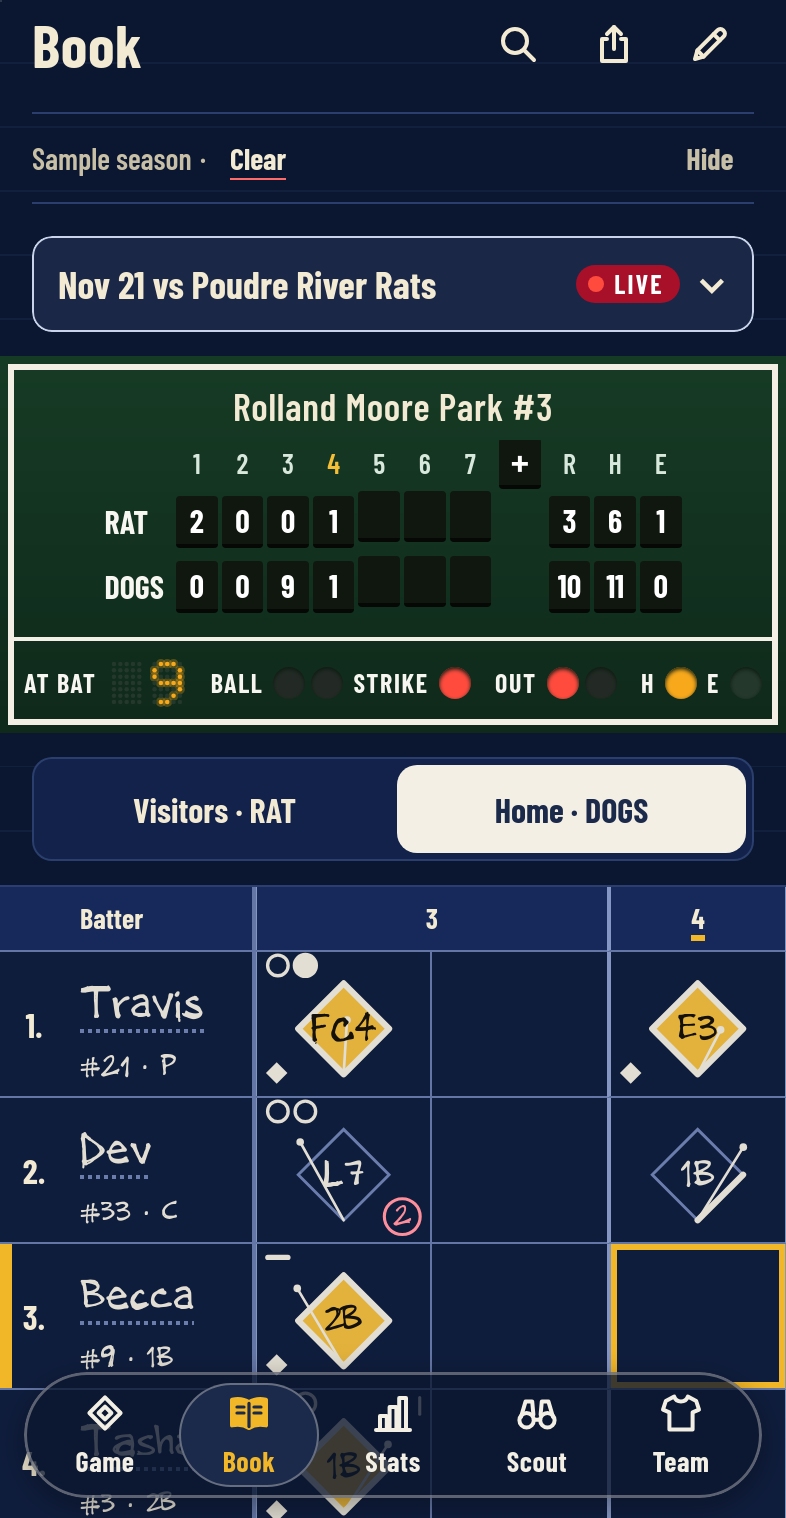 Book
Sample season · Clear Hide
Nov 21 vs Poudre River Rats LIVE
Rolland Moore Park #3
1 2 3 4 5 6 7 + R H E
RAT 2 0 0 1 3 6 1
DOGS 0 0 9 1 10 11 0
AT BAT 9 BALL STRIKE OUT H E
Visitors · RAT Home · DOGS
Batter 3 4
1. Travis FC4 E3
#21 · P
2. Dev L7 2 1B
#33 · C
3. Becca 2B
#9 · 1B
4. Tasha 1B
#3 · 2B
Game Book Stats Scout Team